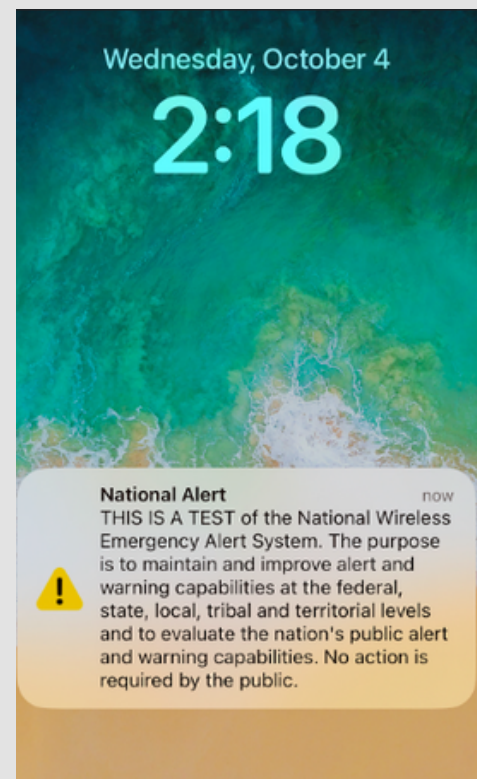 Wednesday, October 4
2:18
National Alert now
THIS IS A TEST of the National Wireless
Emergency Alert System. The purpose
is to maintain and improve alert and
warning capabilities at the federal,
state, local, tribal and territorial levels
and to evaluate the nation's public alert
and warning capabilities. No action is
required by the public.